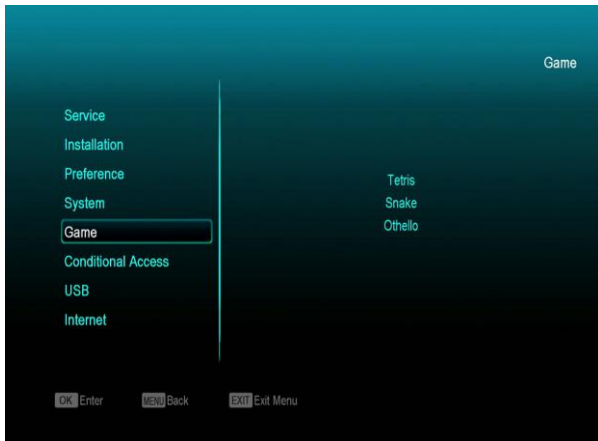 Game
Service
Installation
Preference
System
Game
Conditional Access
USB
Internet
Tetris
Snake
Othello
OK Enter MENU Back EXIT Exit Menu